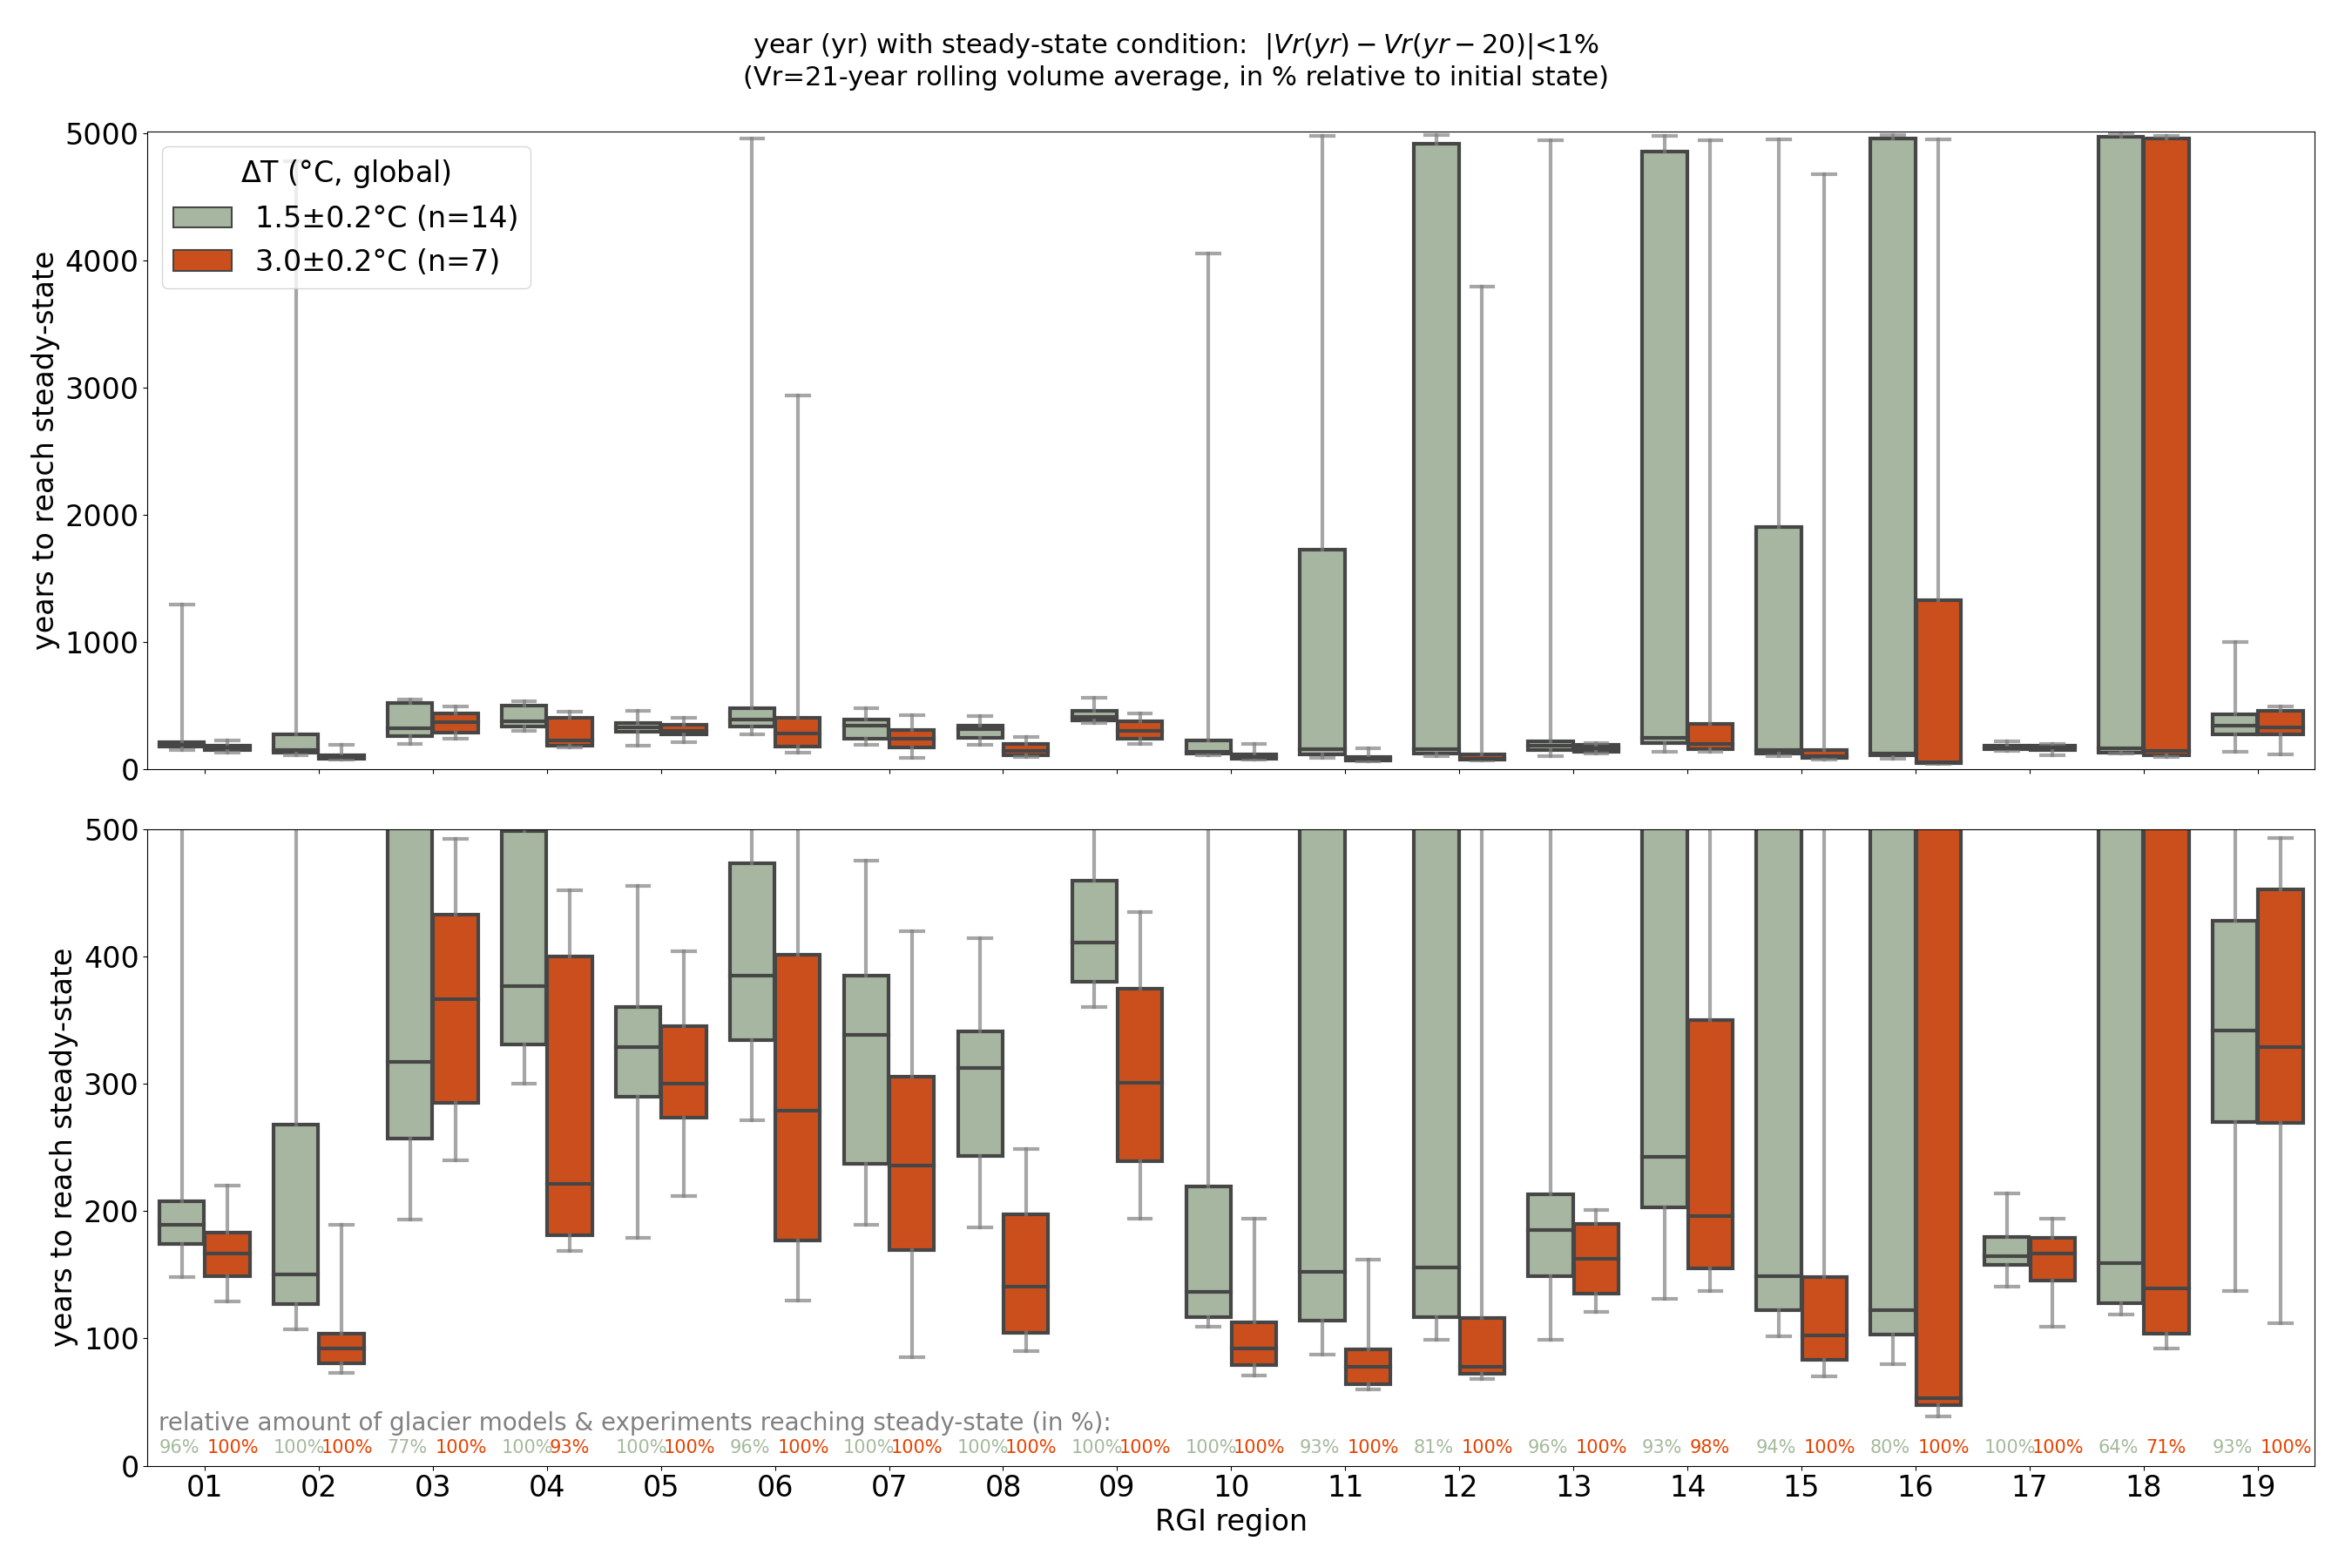 year (yr) with steady-state condition:  |Vr(yr) − Vr(yr − 20)|<1%
(Vr=21-year rolling volume average, in % relative to initial state)
years to reach steady-state
5000
4000
3000
2000
1000
0
ΔT (°C, global)
1.5±0.2°C (n=14)
3.0±0.2°C (n=7)
years to reach steady-state
500
400
300
200
100
0
relative amount of glacier models & experiments reaching steady-state (in %):
96% 100% 100% 100% 77% 100% 100% 93% 100% 100% 96% 100% 100% 100% 100% 100% 100% 100% 100% 100% 93% 100% 81% 100% 96% 100% 93% 98% 94% 100% 80% 100% 100% 100% 64% 71% 93% 100%
01 02 03 04 05 06 07 08 09 10 11 12 13 14 15 16 17 18 19
RGI region